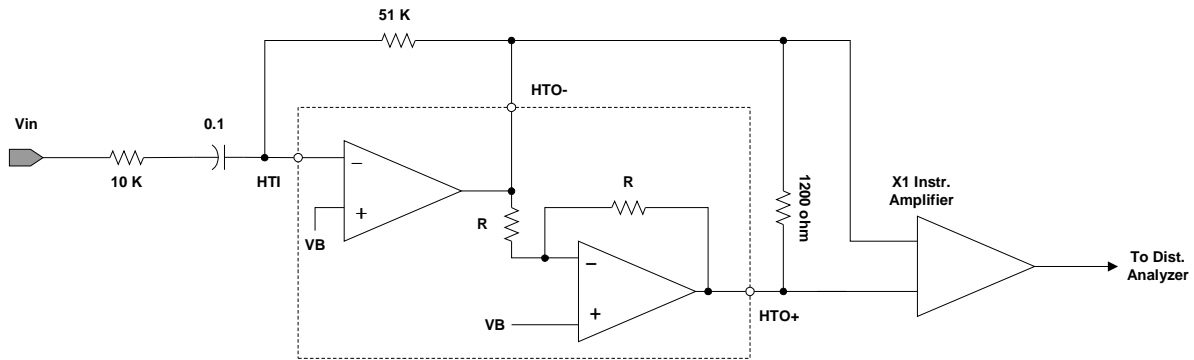 51 K
HTO-
Vin
0.1
10 K
HTI
VB
R
R
1200 ohm
X1 Instr.
Amplifier
VB
HTO+
To Dist.
Analyzer